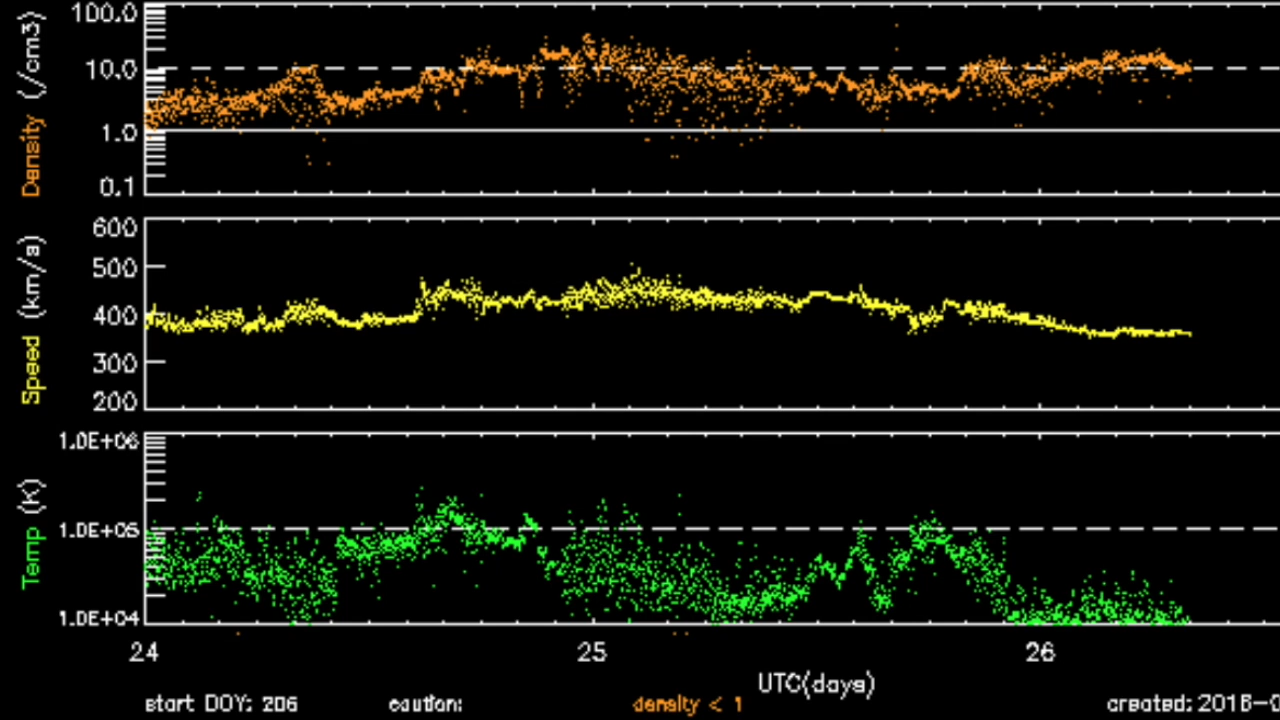 Density (/cm3)
100.0
10.0
1.0
0.1
Speed (km/s)
600
500
400
300
200
Temp (K)
1.0E+06
1.0E+05
1.0E+04
24 25 26
UTC(days)
start DOY: 206 caution: density < 1 created: 2016-0